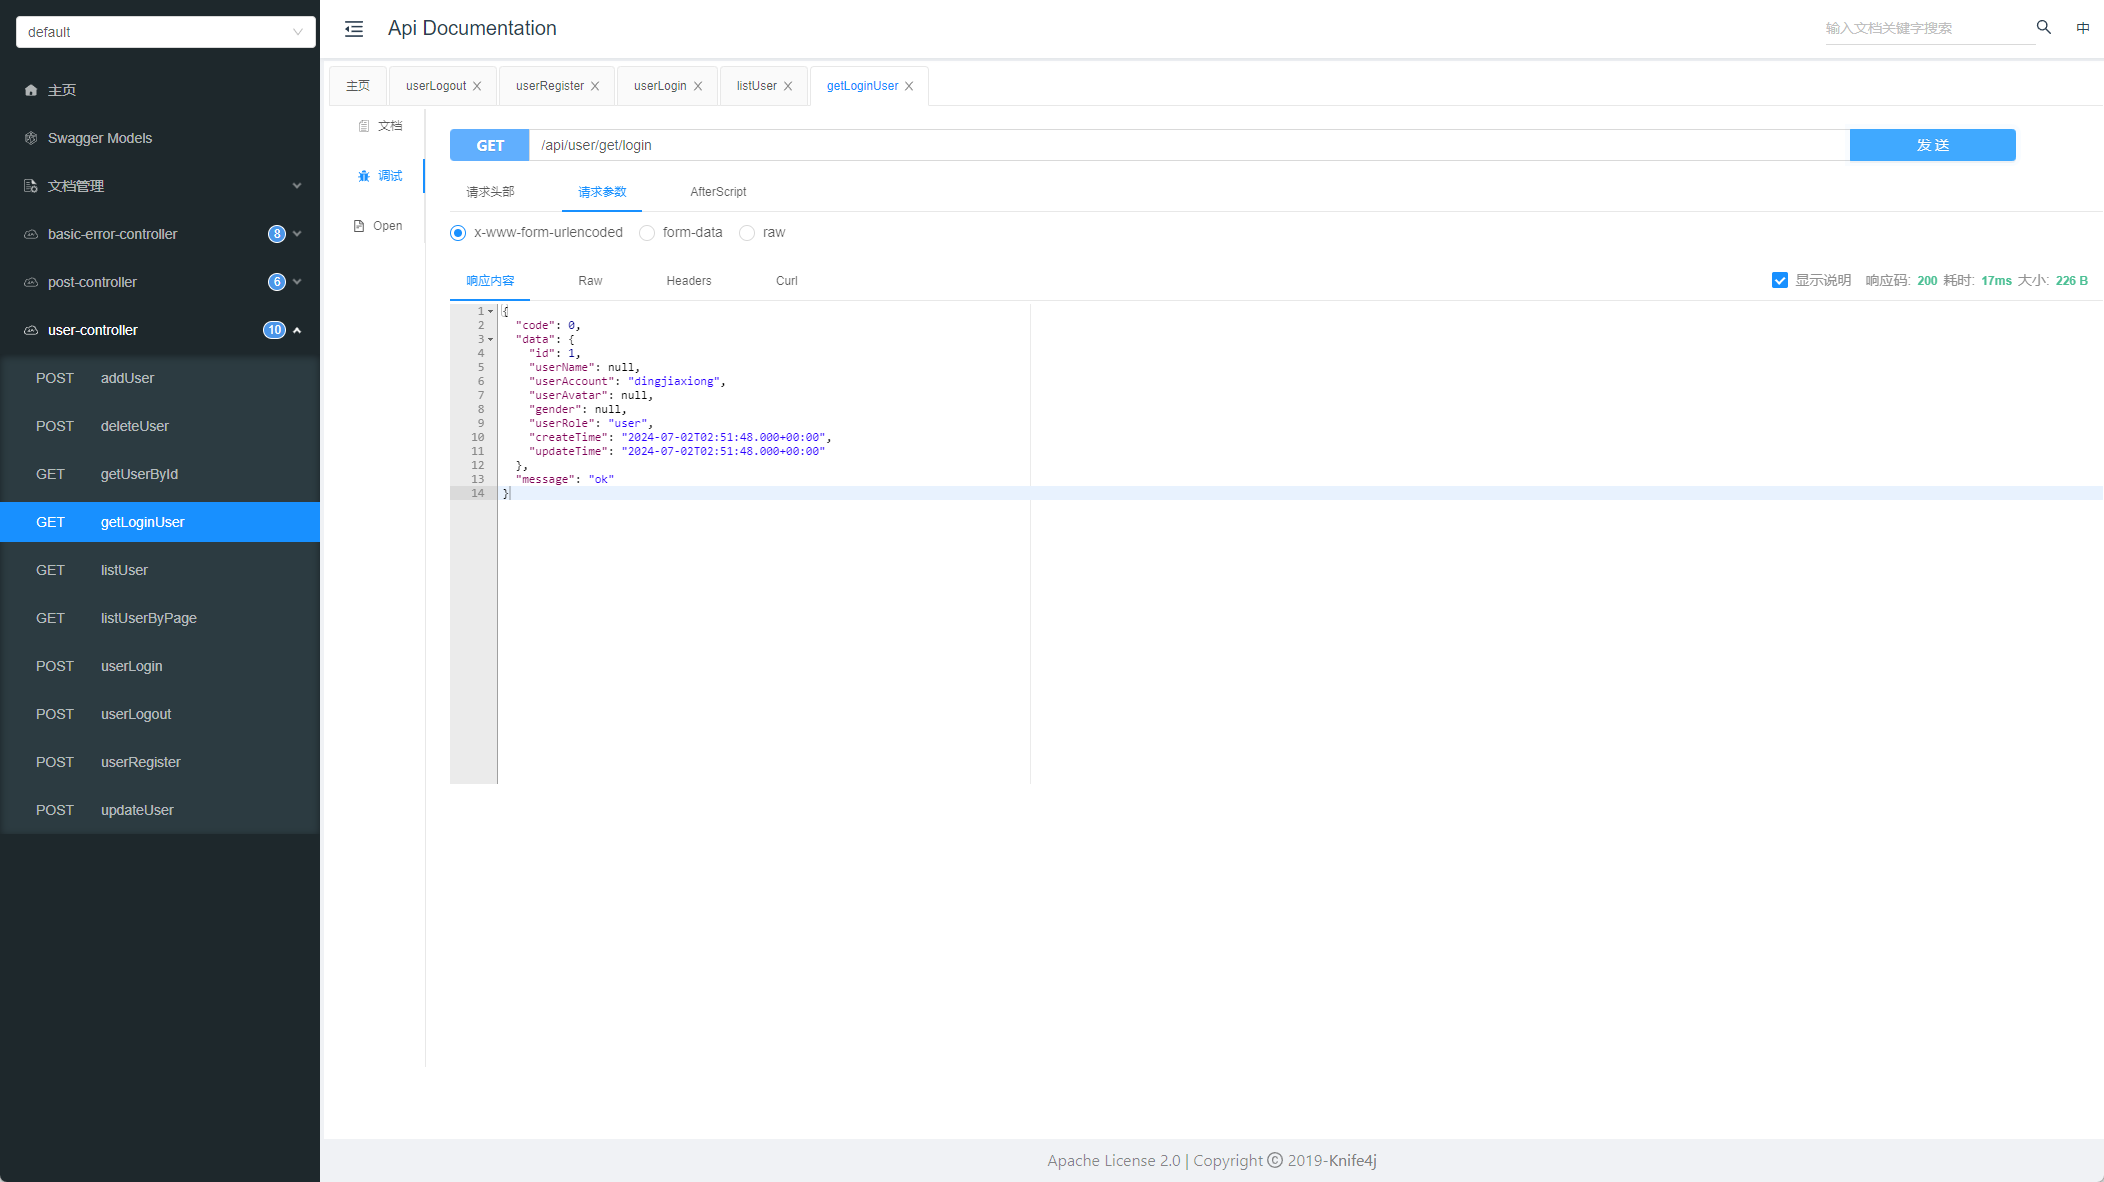 default
主页
Swagger Models
文档管理
basic-error-controller 8
post-controller 6
user-controller 10
POST addUser
POST deleteUser
GET getUserById
GET getLoginUser
GET listUser
GET listUserByPage
POST userLogin
POST userLogout
POST userRegister
POST updateUser
Api Documentation
输入文档关键字搜索
中
主页 userLogout userRegister userLogin listUser getLoginUser
文档
调试
Open
GET /api/user/get/login 发 送
请求头部 请求参数 AfterScript
x-www-form-urlencoded form-data raw
响应内容 Raw Headers Curl
显示说明 响应码: 200 耗时: 17ms 大小: 226 B
1 {
2 "code": 0,
3 "data": {
4 "id": 1,
5 "userName": null,
6 "userAccount": "dingjiaxiong",
7 "userAvatar": null,
8 "gender": null,
9 "userRole": "user",
10 "createTime": "2024-07-02T02:51:48.000+00:00",
11 "updateTime": "2024-07-02T02:51:48.000+00:00"
12 },
13 "message": "ok"
14 }
Apache License 2.0 | Copyright © 2019-Knife4j